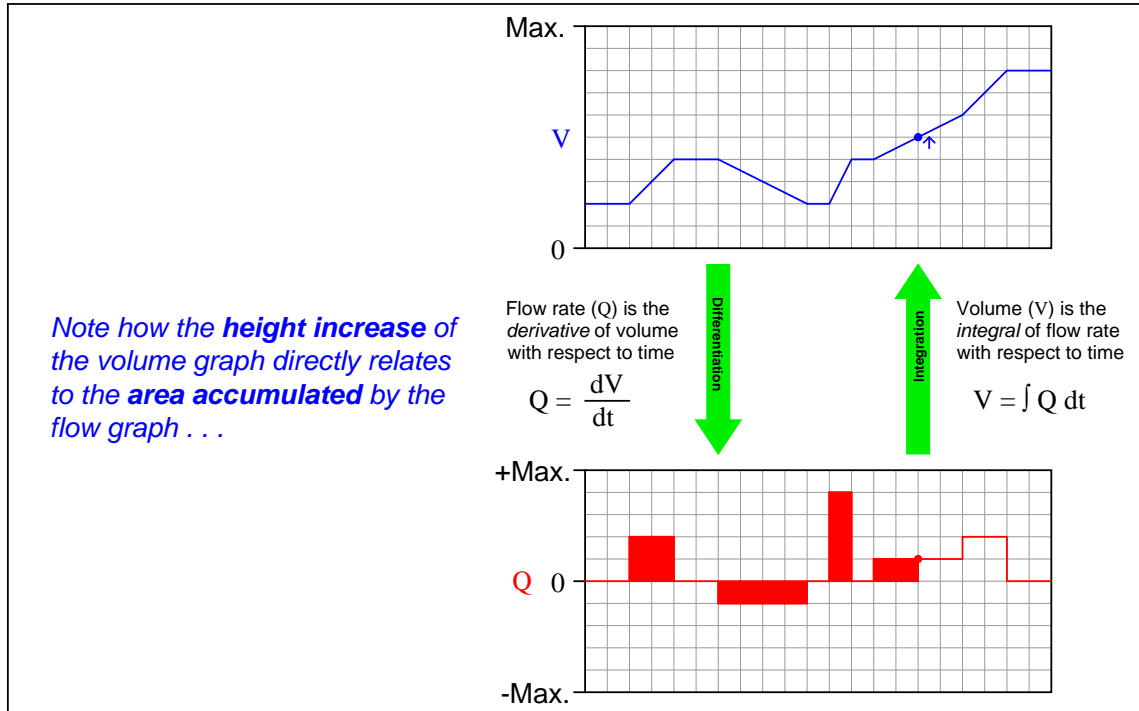 Max.
V
0
Note how the height increase of
the volume graph directly relates
to the area accumulated by the
flow graph . . .
Flow rate (Q) is the
derivative of volume
with respect to time
Q = dV
dt
Differentiation
Integration
Volume (V) is the
integral of flow rate
with respect to time
V = ∫ Q dt
+Max.
Q 0
-Max.